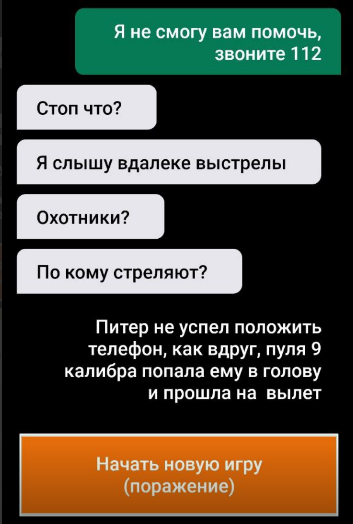 Я не смогу вам помочь,
звоните 112
Стоп что?
Я слышу вдалеке выстрелы
Охотники?
По кому стреляют?
Питер не успел положить
телефон, как вдруг, пуля 9
калибра попала ему в голову
и прошла на вылет
Начать новую игру
(поражение)